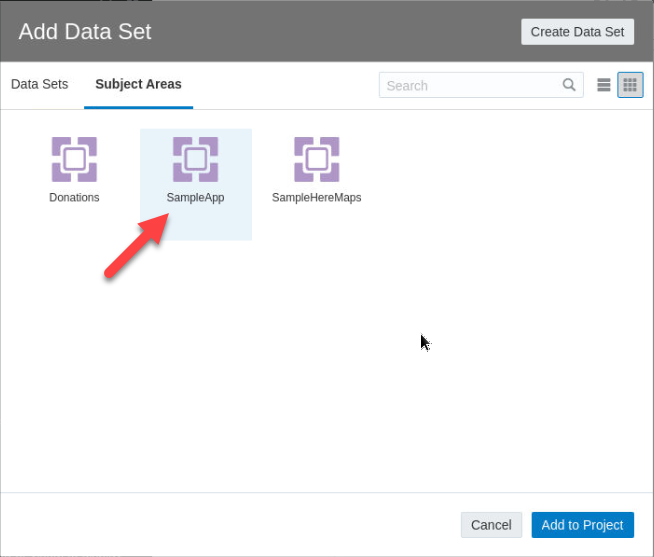 Add Data Set
Create Data Set
Data Sets
Subject Areas
Search
Donations
SampleApp
SampleHereMaps
Cancel
Add to Project